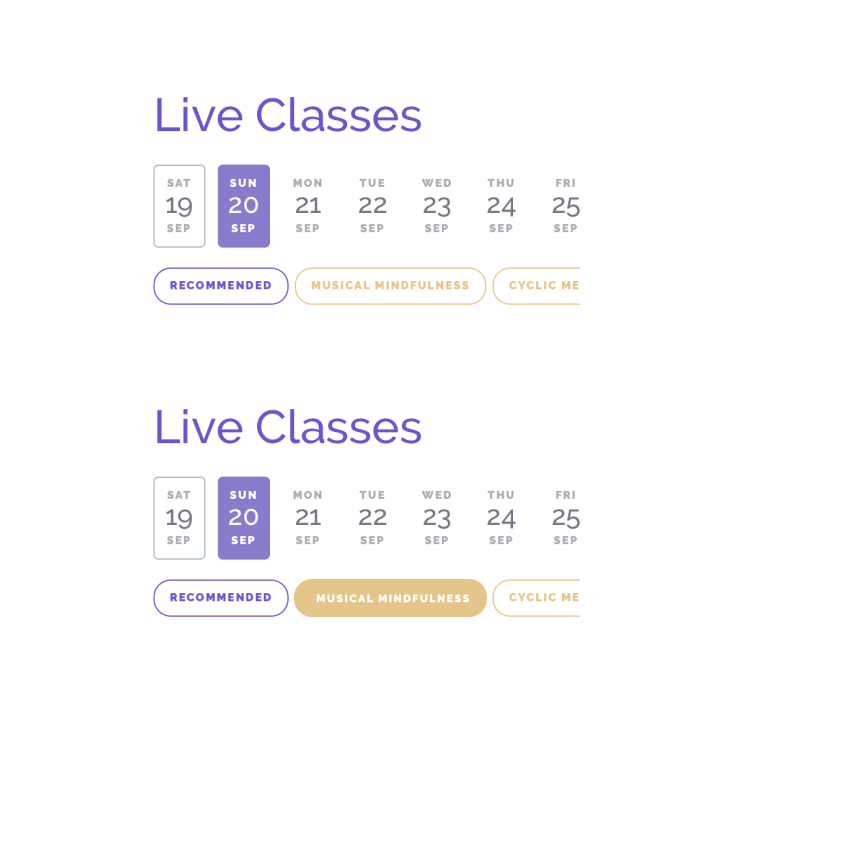 Live Classes
SAT SUN MON TUE WED THU FRI
19 20 21 22 23 24 25
SEP SEP SEP SEP SEP SEP SEP
RECOMMENDED MUSICAL MINDFULNESS CYCLIC ME
Live Classes
SAT SUN MON TUE WED THU FRI
19 20 21 22 23 24 25
SEP SEP SEP SEP SEP SEP SEP
RECOMMENDED MUSICAL MINDFULNESS CYCLIC ME